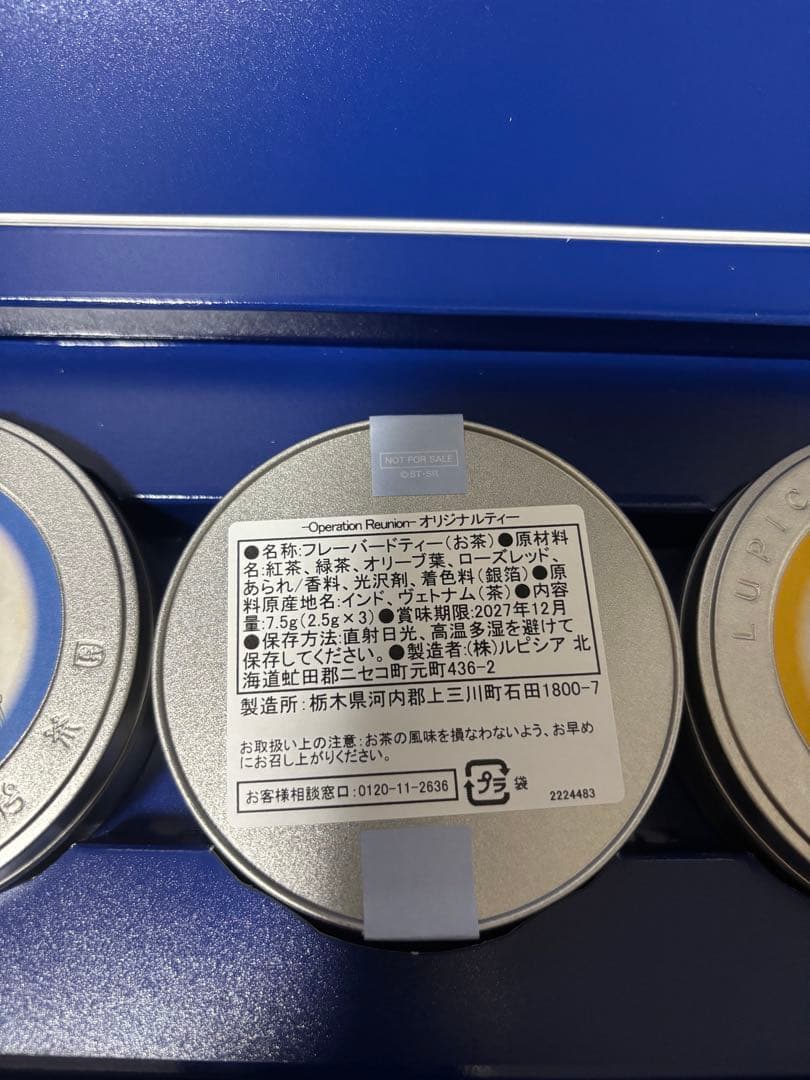 NOT FOR SALE
©ST・SR
-Operation Reunion- オリジナルティー
●名称:フレーバードティー(お茶)●原材料
名:紅茶、緑茶、オリーブ葉、ローズレッド、
あられ/香料、光沢剤、着色料(銀箔)●原
料原産地名:インド、ヴェトナム(茶)●内容
量:7.5g(2.5g×3)●賞味期限:2027年12月
●保存方法:直射日光、高温多湿を避けて
保存してください。●製造者:(株)ルピシア 北
海道虻田郡ニセコ町元町436-2
製造所:栃木県河内郡上三川町石田1800-7
お取扱い上の注意:お茶の風味を損なわないよう、お早め
にお召し上がりください。
お客様相談窓口:0120-11-2636
プラ
袋
2224483
LUPIC
茶